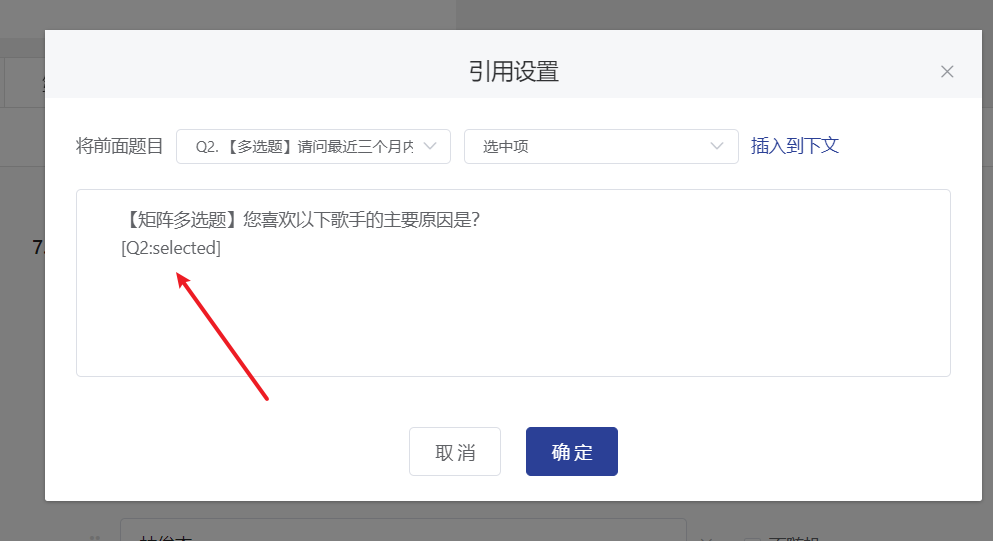 引用设置
将前面题目
Q2. 【多选题】请问最近三个月内
选中项
插入到下文
【矩阵多选题】您喜欢以下歌手的主要原因是?
[Q2:selected]
7.
取消
确定